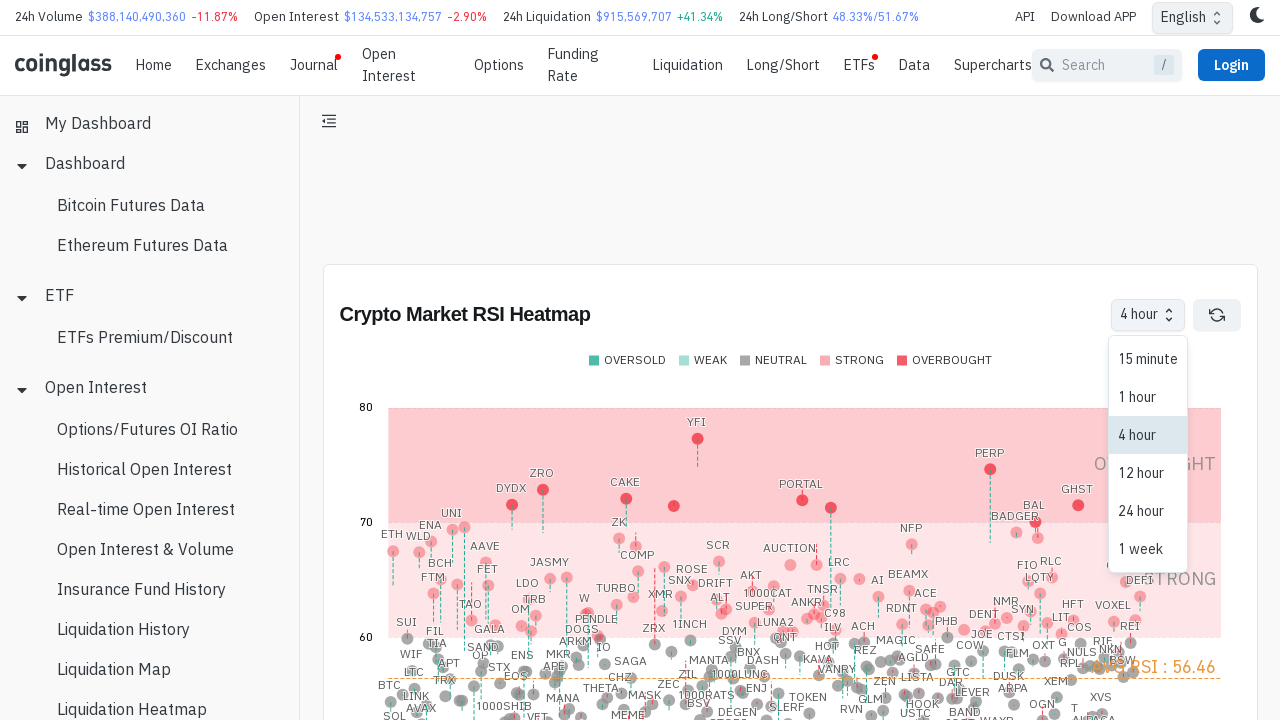 24h Volume $388,140,490,360 -11.87% Open Interest $134,533,134,757 -2.90% 24h Liquidation $915,569,707 +41.34% 24h Long/Short 48.33%/51.67% API Download APP English
coinglass Home Exchanges Journal Open Interest Options Funding Rate Liquidation Long/Short ETFs Data Supercharts Search / Login
My Dashboard
Dashboard
Bitcoin Futures Data
Ethereum Futures Data
ETF
ETFs Premium/Discount
Open Interest
Options/Futures OI Ratio
Historical Open Interest
Real-time Open Interest
Open Interest & Volume
Insurance Fund History
Liquidation History
Liquidation Map
Liquidation Heatmap
Crypto Market RSI Heatmap 4 hour
15 minute
1 hour
4 hour
12 hour
24 hour
1 week
OVERSOLD WEAK NEUTRAL STRONG OVERBOUGHT
80
YFI
ZRO PERP
DYDX CAKE PORTAL GHST
70
UNI BAL
ENA ZK BADGER
ETH WLD NFP
AAVE SCR AUCTION
BCH JASMY COMP LRC RLC
FET ROSE FIO
FTM SNX AKT AI BEAMX LQTY DEFI
LDO TURBO DRIFT 1000CAT TNSR
TRB W XMR ALT ACE
TAO SUPER ANKR RDNT NMR HFT VOXEL
OM PENDLE C98 DENT SYN
SUI 1INCH LUNA2 PHB LIT
GALA DOGS ZRX ILV ACH COS REI
FIL DYM QNT JOE CTSI
60
TIA ARKM SSV MAGIC RIF
SAND IO HOT REZ SAFE COW OXT NKN
WIF OP ENS MKR BNX FLM NULS
APT SAGA MANTA DASH KAVA AGLD RPL BSW
STX APE VANRY AVG RSI : 56.46
LTC EOS CHZ ZIL 1000LUNC GTC DUSK
TRX ZEN LISTA DAR XEM
BTC THETA ZEC ENJ ARPA
LINK MANA MASK 1000RATS TOKEN GLM LEVER XVS
AVAX 1000SHIB BSV SLERF RVN HOOK OGN
SOL VET MEME DEGEN USTC BAND T
STRONG